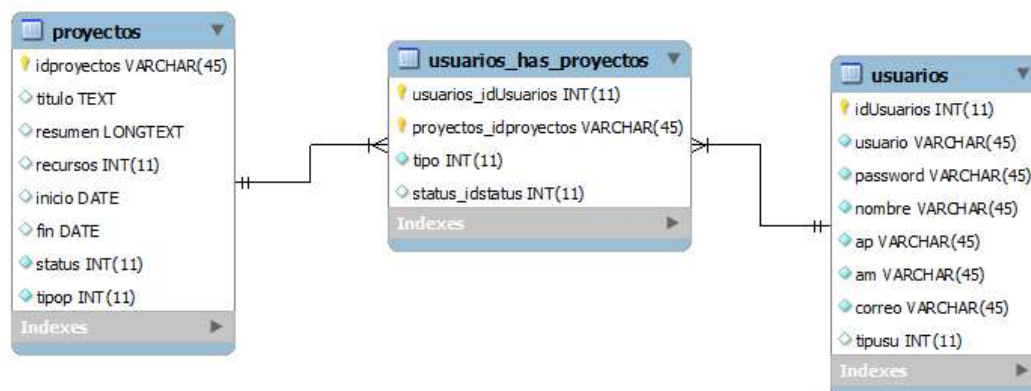 proyectos
idproyectos VARCHAR(45)
titulo TEXT
resumen LONGTEXT
recursos INT(11)
inicio DATE
fin DATE
status INT(11)
tipop INT(11)
Indexes
usuarios_has_proyectos
usuarios_idUsuarios INT(11)
proyectos_idproyectos VARCHAR(45)
tipo INT(11)
status_idstatus INT(11)
Indexes
usuarios
idUsuarios INT(11)
usuario VARCHAR(45)
password VARCHAR(45)
nombre VARCHAR(45)
ap VARCHAR(45)
am VARCHAR(45)
correo VARCHAR(45)
tipusu INT(11)
Indexes